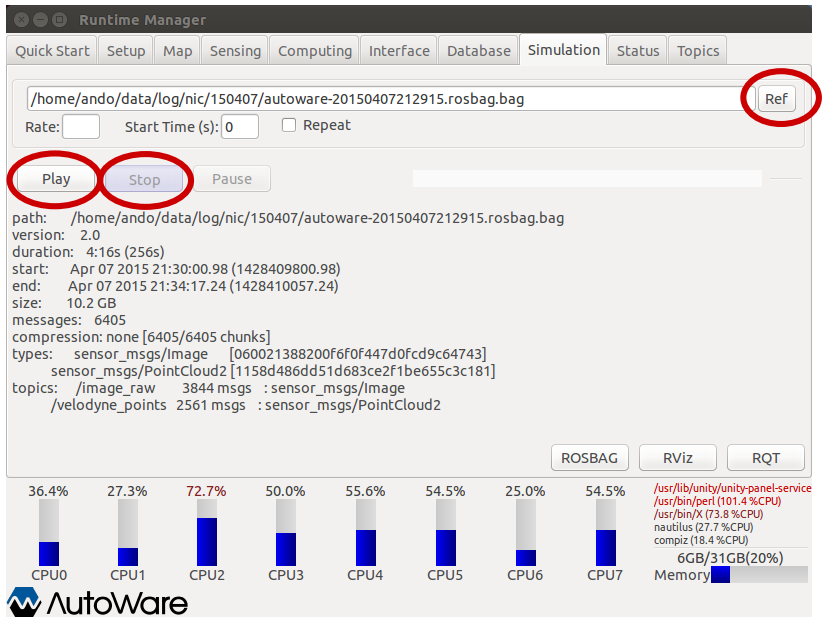 Runtime Manager
Quick Start Setup Map Sensing Computing Interface Database Simulation Status Topics
/home/ando/data/log/nic/150407/autoware-20150407212915.rosbag.bag Ref
Rate: Start Time (s): 0 Repeat
Play Stop Pause
path: /home/ando/data/log/nic/150407/autoware-20150407212915.rosbag.bag
version: 2.0
duration: 4:16s (256s)
start: Apr 07 2015 21:30:00.98 (1428409800.98)
end: Apr 07 2015 21:34:17.24 (1428410057.24)
size: 10.2 GB
messages: 6405
compression: none [6405/6405 chunks]
types: sensor_msgs/Image [060021388200f6f0f447d0fcd9c64743]
sensor_msgs/PointCloud2 [1158d486dd51d683ce2f1be655c3c181]
topics: /image_raw 3844 msgs : sensor_msgs/Image
/velodyne_points 2561 msgs : sensor_msgs/PointCloud2
ROSBAG RViz RQT
36.4% 27.3% 72.7% 50.0% 55.6% 54.5% 25.0% 54.5%
CPU0 CPU1 CPU2 CPU3 CPU4 CPU5 CPU6 CPU7
/usr/lib/unity/unity-panel-service
/usr/bin/perl (101.4 %CPU)
/usr/bin/X (73.8 %CPU)
nautilus (27.7 %CPU)
compiz (18.4 %CPU)
6GB/31GB(20%)
Memory
AutoWare